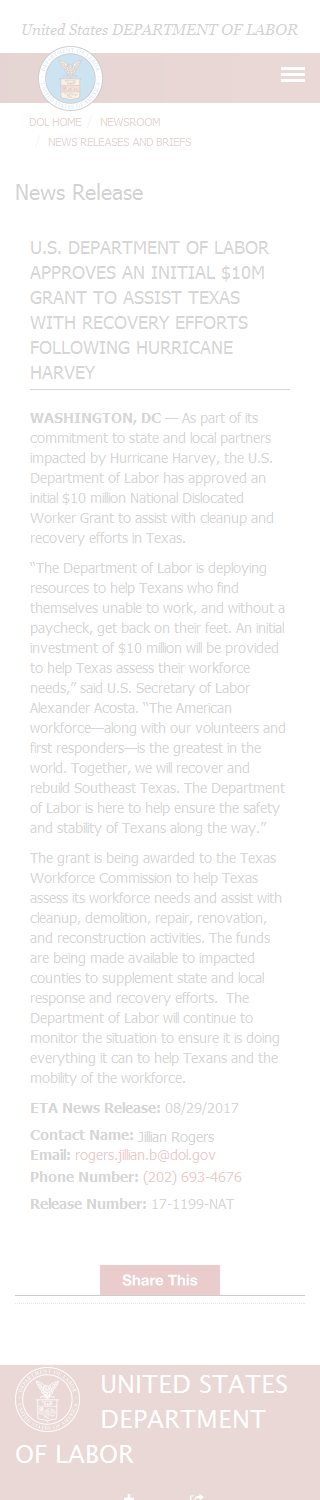 United States DEPARTMENT OF LABOR
DOL HOME / NEWSROOM
/ NEWS RELEASES AND BRIEFS
News Release
U.S. DEPARTMENT OF LABOR
APPROVES AN INITIAL $10M
GRANT TO ASSIST TEXAS
WITH RECOVERY EFFORTS
FOLLOWING HURRICANE
HARVEY
WASHINGTON, DC — As part of its
commitment to state and local partners
impacted by Hurricane Harvey, the U.S.
Department of Labor has approved an
initial $10 million National Dislocated
Worker Grant to assist with cleanup and
recovery efforts in Texas.
"The Department of Labor is deploying
resources to help Texans who find
themselves unable to work, and without a
paycheck, get back on their feet. An initial
investment of $10 million will be provided
to help Texas assess their workforce
needs,” said U.S. Secretary of Labor
Alexander Acosta. “The American
workforce—along with our volunteers and
first responders—is the greatest in the
world. Together, we will recover and
rebuild Southeast Texas. The Department
of Labor is here to help ensure the safety
and stability of Texans along the way.”
The grant is being awarded to the Texas
Workforce Commission to help Texas
assess its workforce needs and assist with
cleanup, demolition, repair, renovation,
and reconstruction activities. The funds
are being made available to impacted
counties to supplement state and local
response and recovery efforts.  The
Department of Labor will continue to
monitor the situation to ensure it is doing
everything it can to help Texans and the
mobility of the workforce.
ETA News Release: 08/29/2017
Contact Name: Jillian Rogers
Email: rogers.jillian.b@dol.gov
Phone Number: (202) 693-4676
Release Number: 17-1199-NAT
Share This
UNITED STATES
DEPARTMENT
OF LABOR